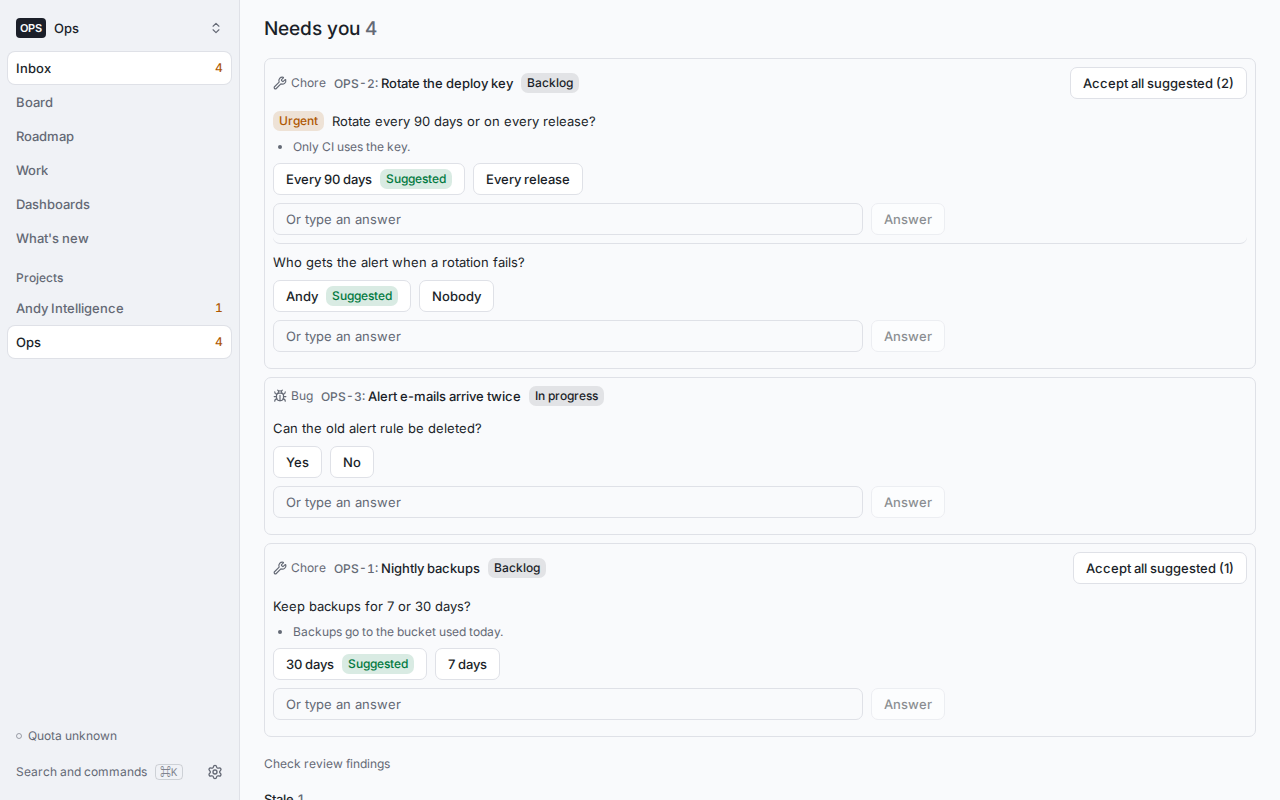 OPS Ops
Inbox 4
Board
Roadmap
Work
Dashboards
What's new
Projects
Andy Intelligence 1
Ops 4
Quota unknown
Search and commands ⌘K
Needs you 4
Chore OPS-2: Rotate the deploy key Backlog Accept all suggested (2)
Urgent Rotate every 90 days or on every release?
• Only CI uses the key.
Every 90 days Suggested Every release
Or type an answer Answer
Who gets the alert when a rotation fails?
Andy Suggested Nobody
Or type an answer Answer
Bug OPS-3: Alert e-mails arrive twice In progress
Can the old alert rule be deleted?
Yes No
Or type an answer Answer
Chore OPS-1: Nightly backups Backlog Accept all suggested (1)
Keep backups for 7 or 30 days?
• Backups go to the bucket used today.
30 days Suggested 7 days
Or type an answer Answer
Check review findings
Stale 1